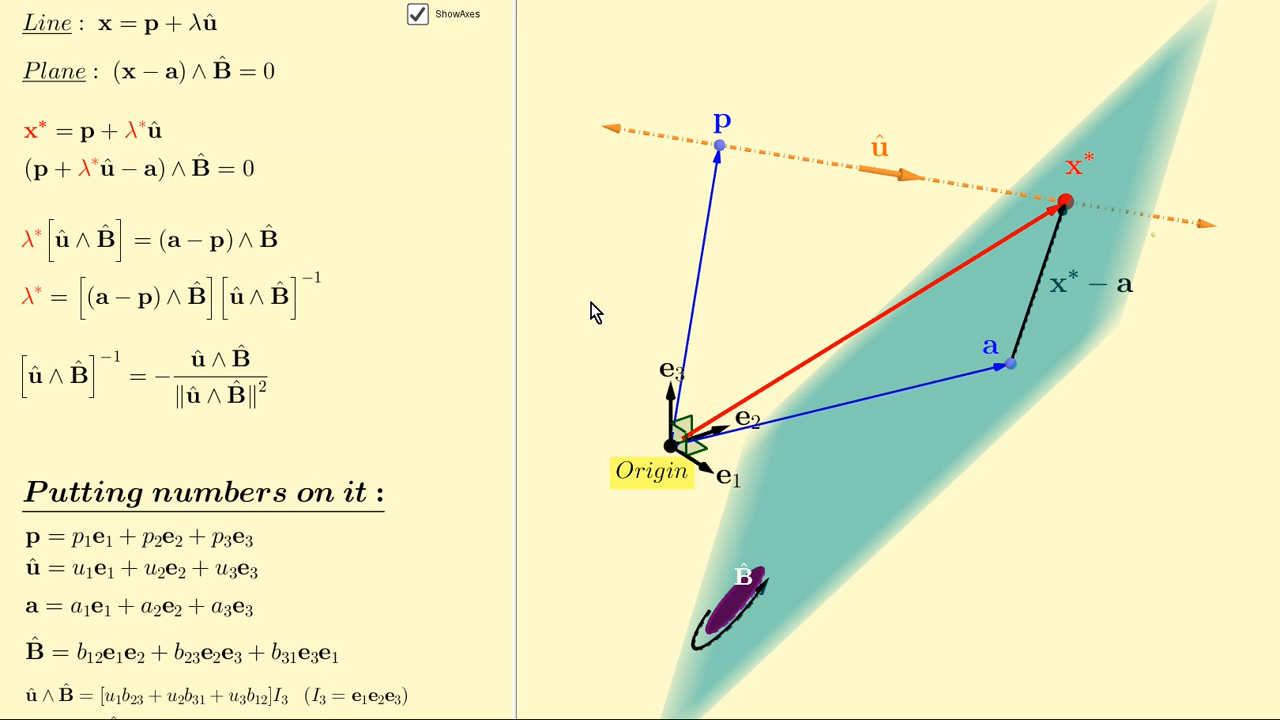 Line : x = p + λû
ShowAxes
Plane : (x − a) ∧ B̂ = 0
x* = p + λ*û
(p + λ*û − a) ∧ B̂ = 0
λ*[û ∧ B̂] = (a − p) ∧ B̂
λ* = [(a − p) ∧ B̂][û ∧ B̂]⁻¹
[û ∧ B̂]⁻¹ = − û ∧ B̂ / ‖û ∧ B̂‖²
Putting numbers on it :
p = p₁e₁ + p₂e₂ + p₃e₃
û = u₁e₁ + u₂e₂ + u₃e₃
a = a₁e₁ + a₂e₂ + a₃e₃
B̂ = b₁₂e₁e₂ + b₂₃e₂e₃ + b₃₁e₃e₁
û ∧ B̂ = [u₁b₂₃ + u₂b₃₁ + u₃b₁₂]I₃ (I₃ = e₁e₂e₃)
p
û
x*
x* − a
a
e₃
e₂
e₁
Origin
B̂